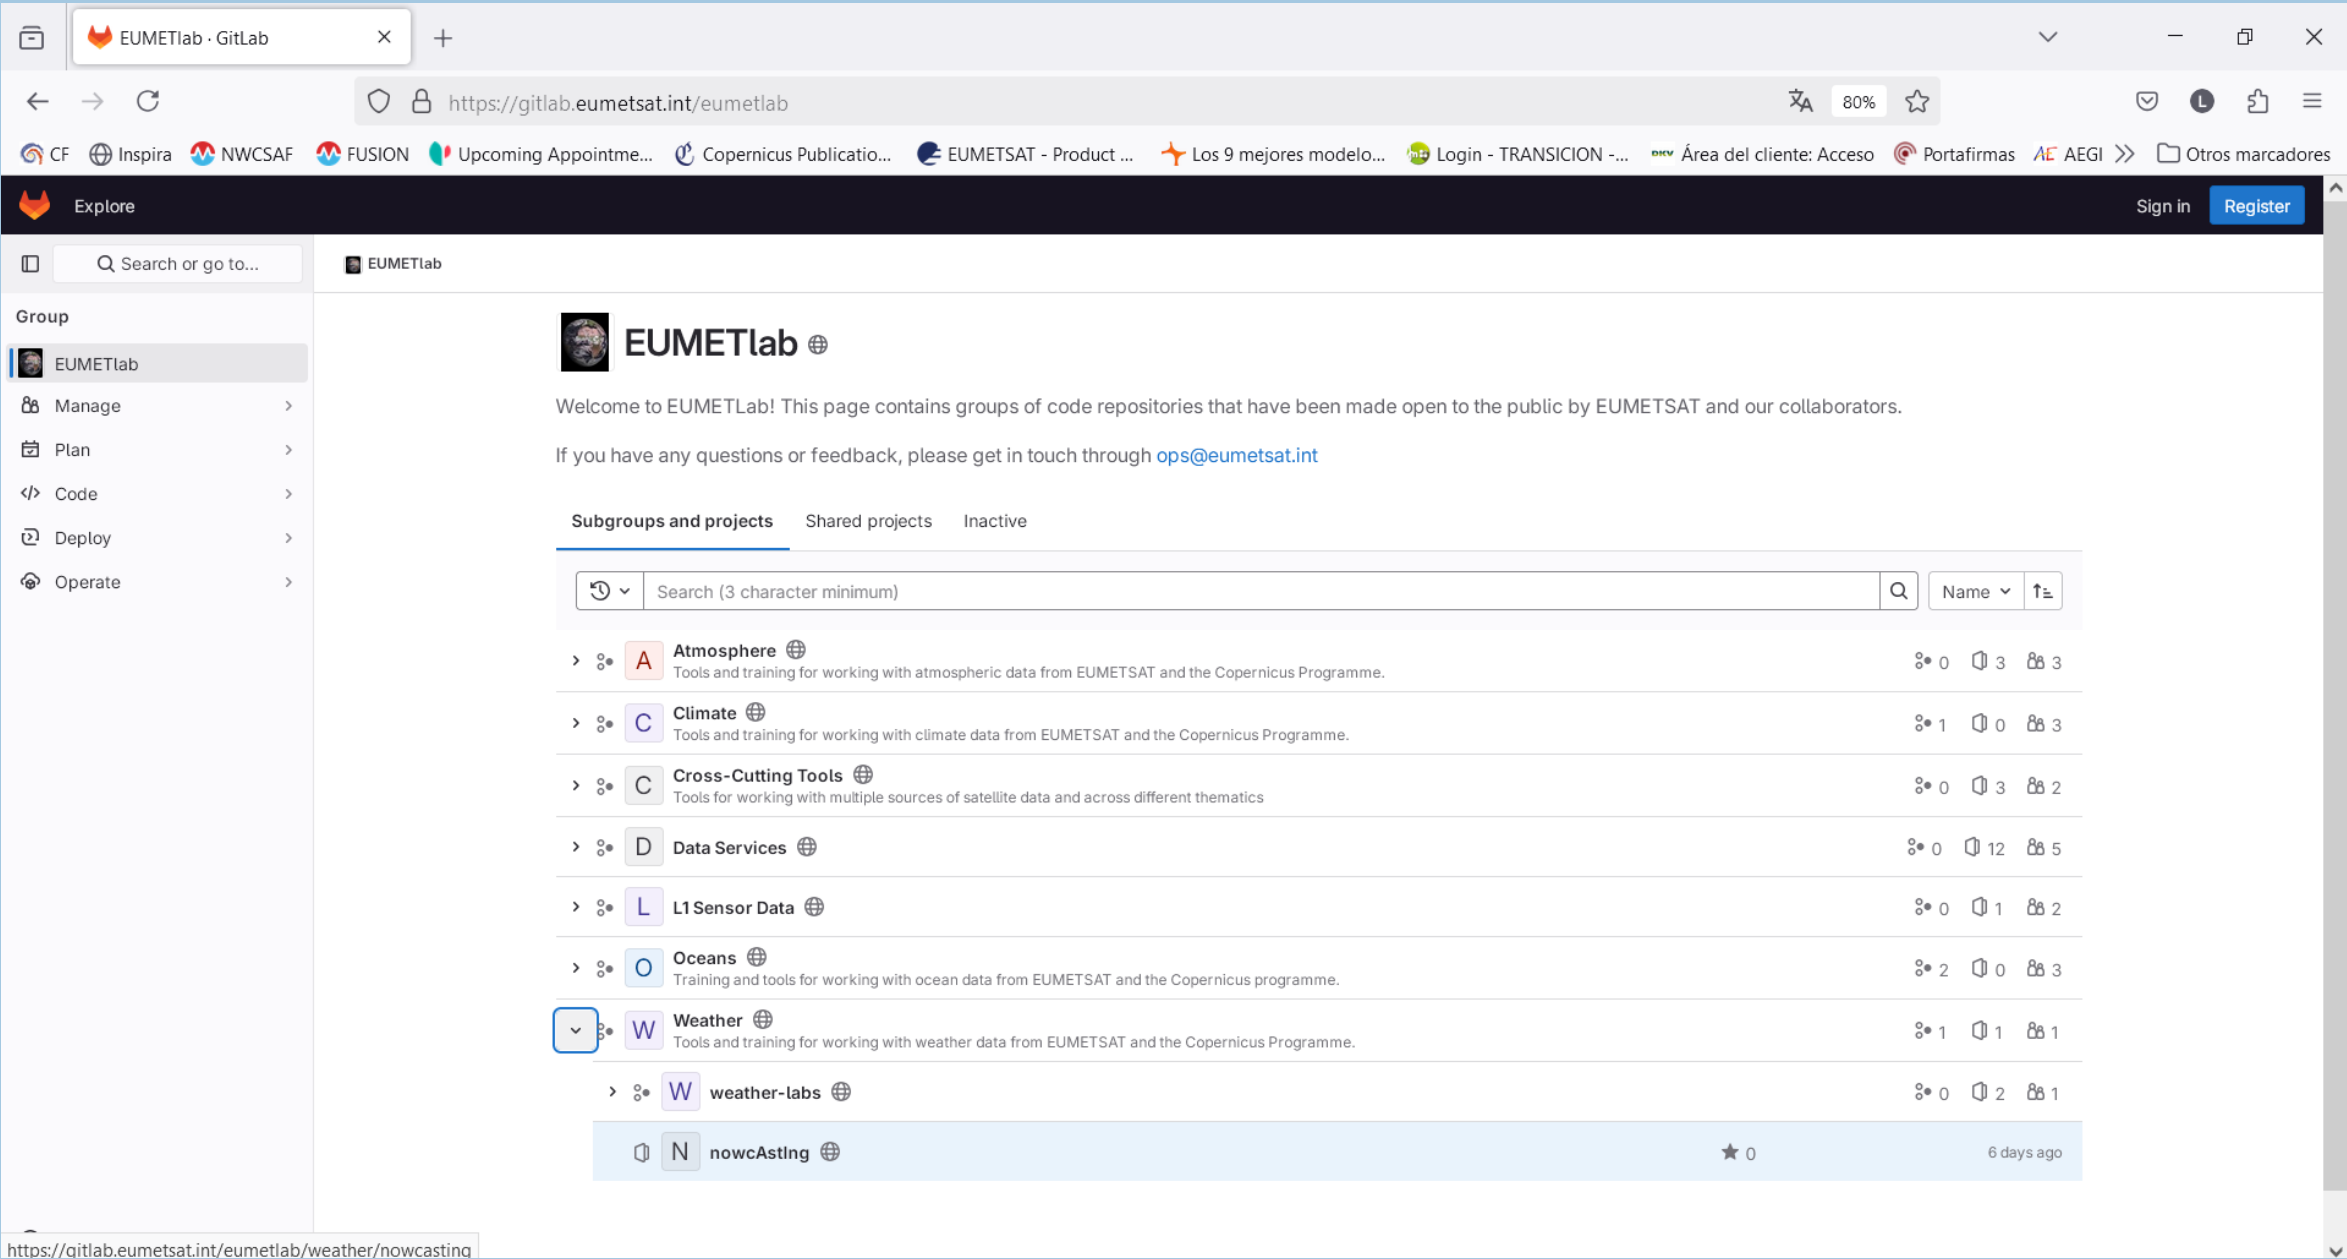 EUMETlab · GitLab
https://gitlab.eumetsat.int/eumetlab
80%
L
CF
Inspira
NWCSAF
FUSION
Upcoming Appointme...
Copernicus Publicatio...
EUMETSAT - Product ...
Los 9 mejores modelo...
Login - TRANSICION -...
DKV Área del cliente: Acceso
Portafirmas
AE AEGI
Otros marcadores
Explore
Sign in
Register
Search or go to...
EUMETlab
Group
EUMETlab
Manage
Plan
Code
Deploy
Operate
EUMETlab
Welcome to EUMETLab! This page contains groups of code repositories that have been made open to the public by EUMETSAT and our collaborators.
If you have any questions or feedback, please get in touch through ops@eumetsat.int
Subgroups and projects
Shared projects
Inactive
Search (3 character minimum)
Name
A
Atmosphere
Tools and training for working with atmospheric data from EUMETSAT and the Copernicus Programme.
0 3 3
C
Climate
Tools and training for working with climate data from EUMETSAT and the Copernicus Programme.
1 0 3
C
Cross-Cutting Tools
Tools for working with multiple sources of satellite data and across different thematics
0 3 2
D
Data Services
0 12 5
L
L1 Sensor Data
0 1 2
O
Oceans
Training and tools for working with ocean data from EUMETSAT and the Copernicus programme.
2 0 3
W
Weather
Tools and training for working with weather data from EUMETSAT and the Copernicus Programme.
1 1 1
W
weather-labs
0 2 1
N
nowcAstIng
0
6 days ago
https://gitlab.eumetsat.int/eumetlab/weather/nowcasting